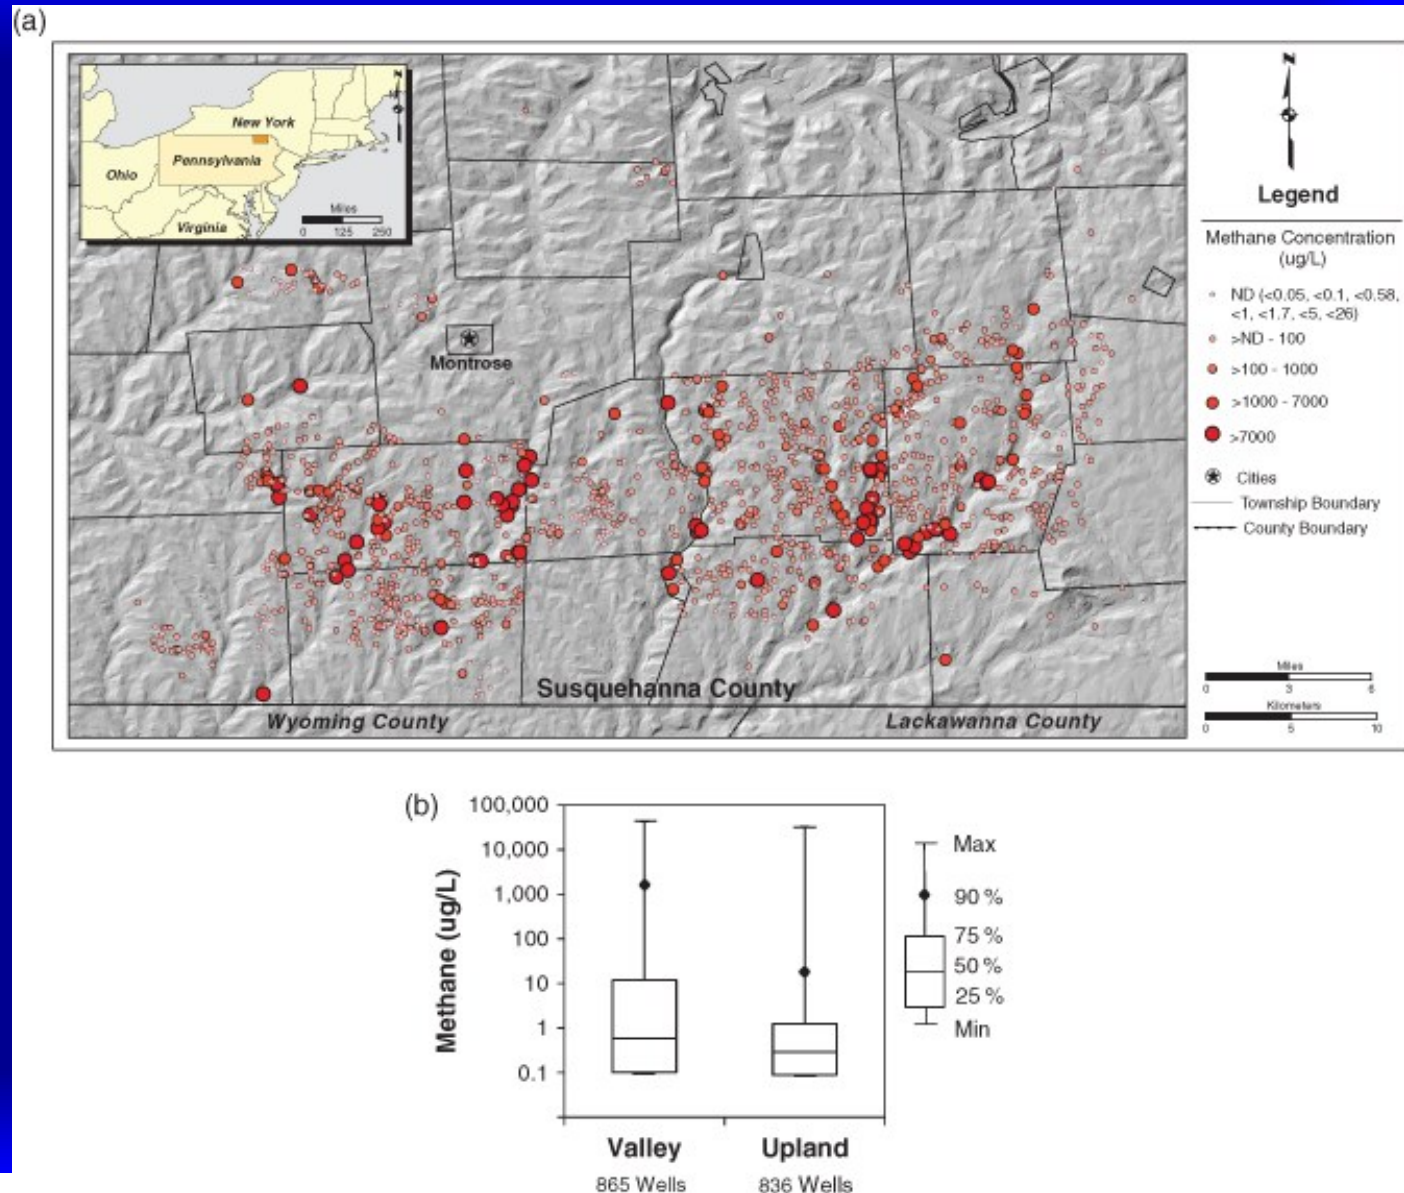 (a)
New York
Pennsylvania
Ohio
Virginia
Miles
0 125 250
N
Montrose
Susquehanna County
Wyoming County
Lackawanna County
N
Legend
Methane Concentration
(ug/L)
ND (<0.05, <0.1, <0.58,
<1, <1.7, <5, <26)
>ND - 100
>100 - 1000
>1000 - 7000
>7000
Cities
Township Boundary
County Boundary
Miles
0 3 6
Kilometers
0 5 10
(b)
Methane (ug/L)
100,000
10,000
1,000
100
10
1
0.1
Valley
Upland
865 Wells
836 Wells
Max
90 %
75 %
50 %
25 %
Min